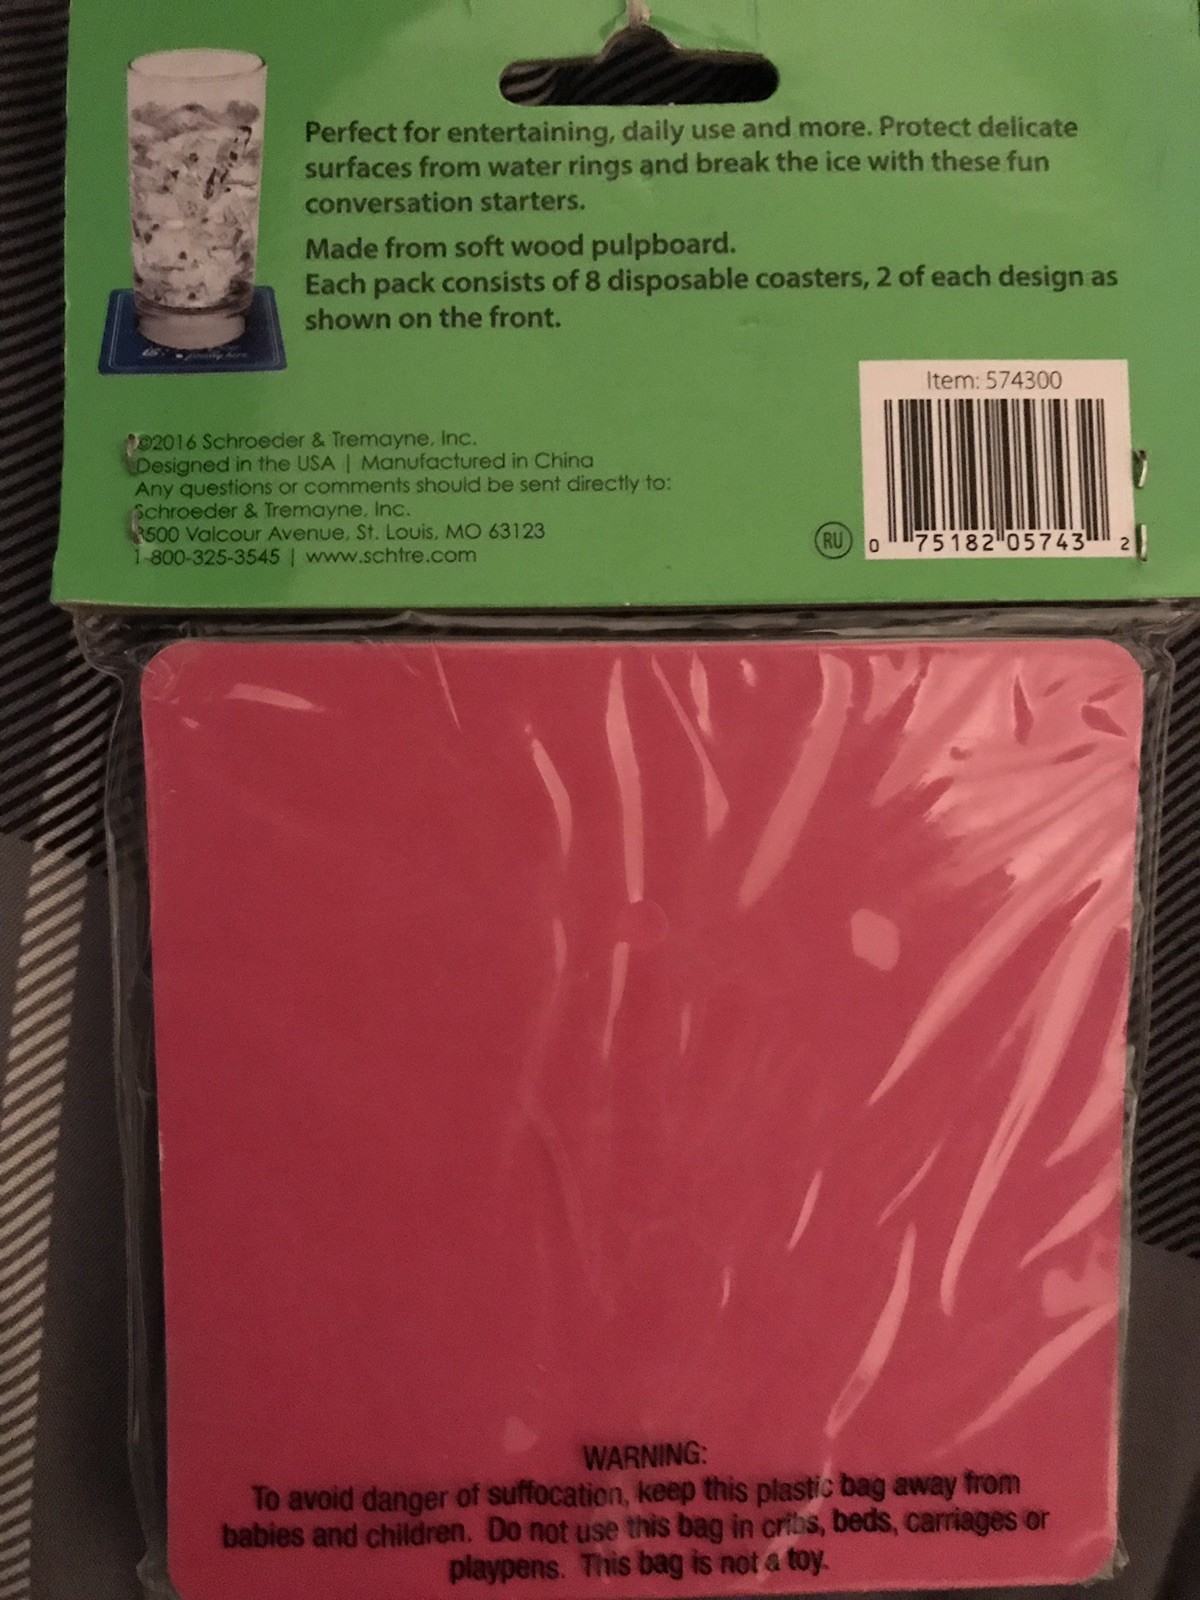 Perfect for entertaining, daily use and more. Protect delicate
surfaces from water rings and break the ice with these fun
conversation starters.
Made from soft wood pulpboard.
Each pack consists of 8 disposable coasters, 2 of each design as
shown on the front.
Item: 574300
©2016 Schroeder & Tremayne, Inc.
Designed in the USA | Manufactured in China
Any questions or comments should be sent directly to:
Schroeder & Tremayne, Inc.
Valcour Avenue, St. Louis, MO 63123
1-800-325-3545 | www.schtre.com
RU
0 75182 05743 2
WARNING:
To avoid danger of suffocation, keep this plastic bag away from
babies and children. Do not use this bag in cribs, beds, carriages or
playpens. This bag is not a toy.